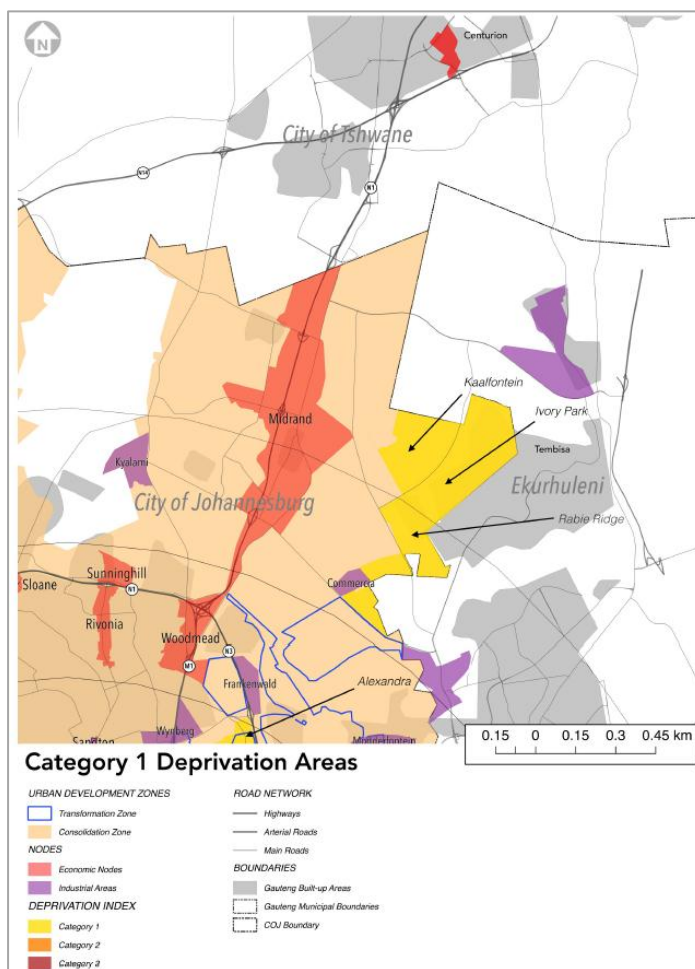 N
Centurion
City of Tshwane
N14
N1
Kaalfontein
Ivory Park
Midrand
Tembisa
Kyalami
Ekurhuleni
City of Johannesburg
Rabie Ridge
Sunninghill
Commercia
Sloane
N1
Rivonia
Woodmead
N3
M1
Frankenwald
Alexandra
Wynberg
Sandton
Modderfontein
0.15 0 0.15 0.3 0.45 km
Category 1 Deprivation Areas
URBAN DEVELOPMENT ZONES
Transformation Zone
Consolidation Zone
NODES
Economic Nodes
Industrial Areas
DEPRIVATION INDEX
Category 1
Category 2
Category 3
ROAD NETWORK
Highways
Arterial Roads
Main Roads
BOUNDARIES
Gauteng Built-up Areas
Gauteng Municipal Boundaries
COJ Boundary